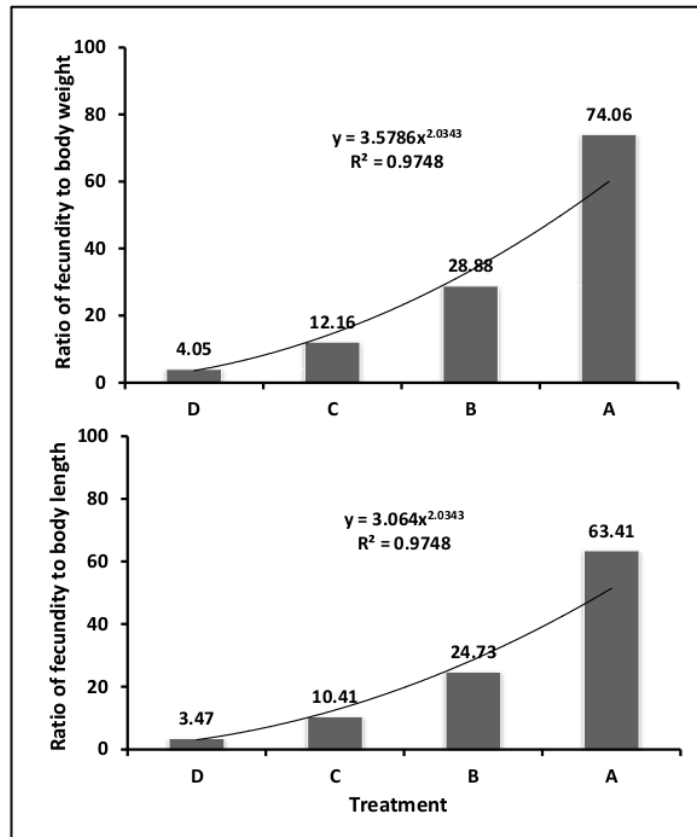 Ratio of fecundity to body weight
100
80
60
40
20
0
y = 3.5786x^2.0343
R² = 0.9748
4.05
12.16
28.88
74.06
D C B A
Ratio of fecundity to body length
100
80
60
40
20
0
y = 3.064x^2.0343
R² = 0.9748
3.47
10.41
24.73
63.41
D C B A
Treatment